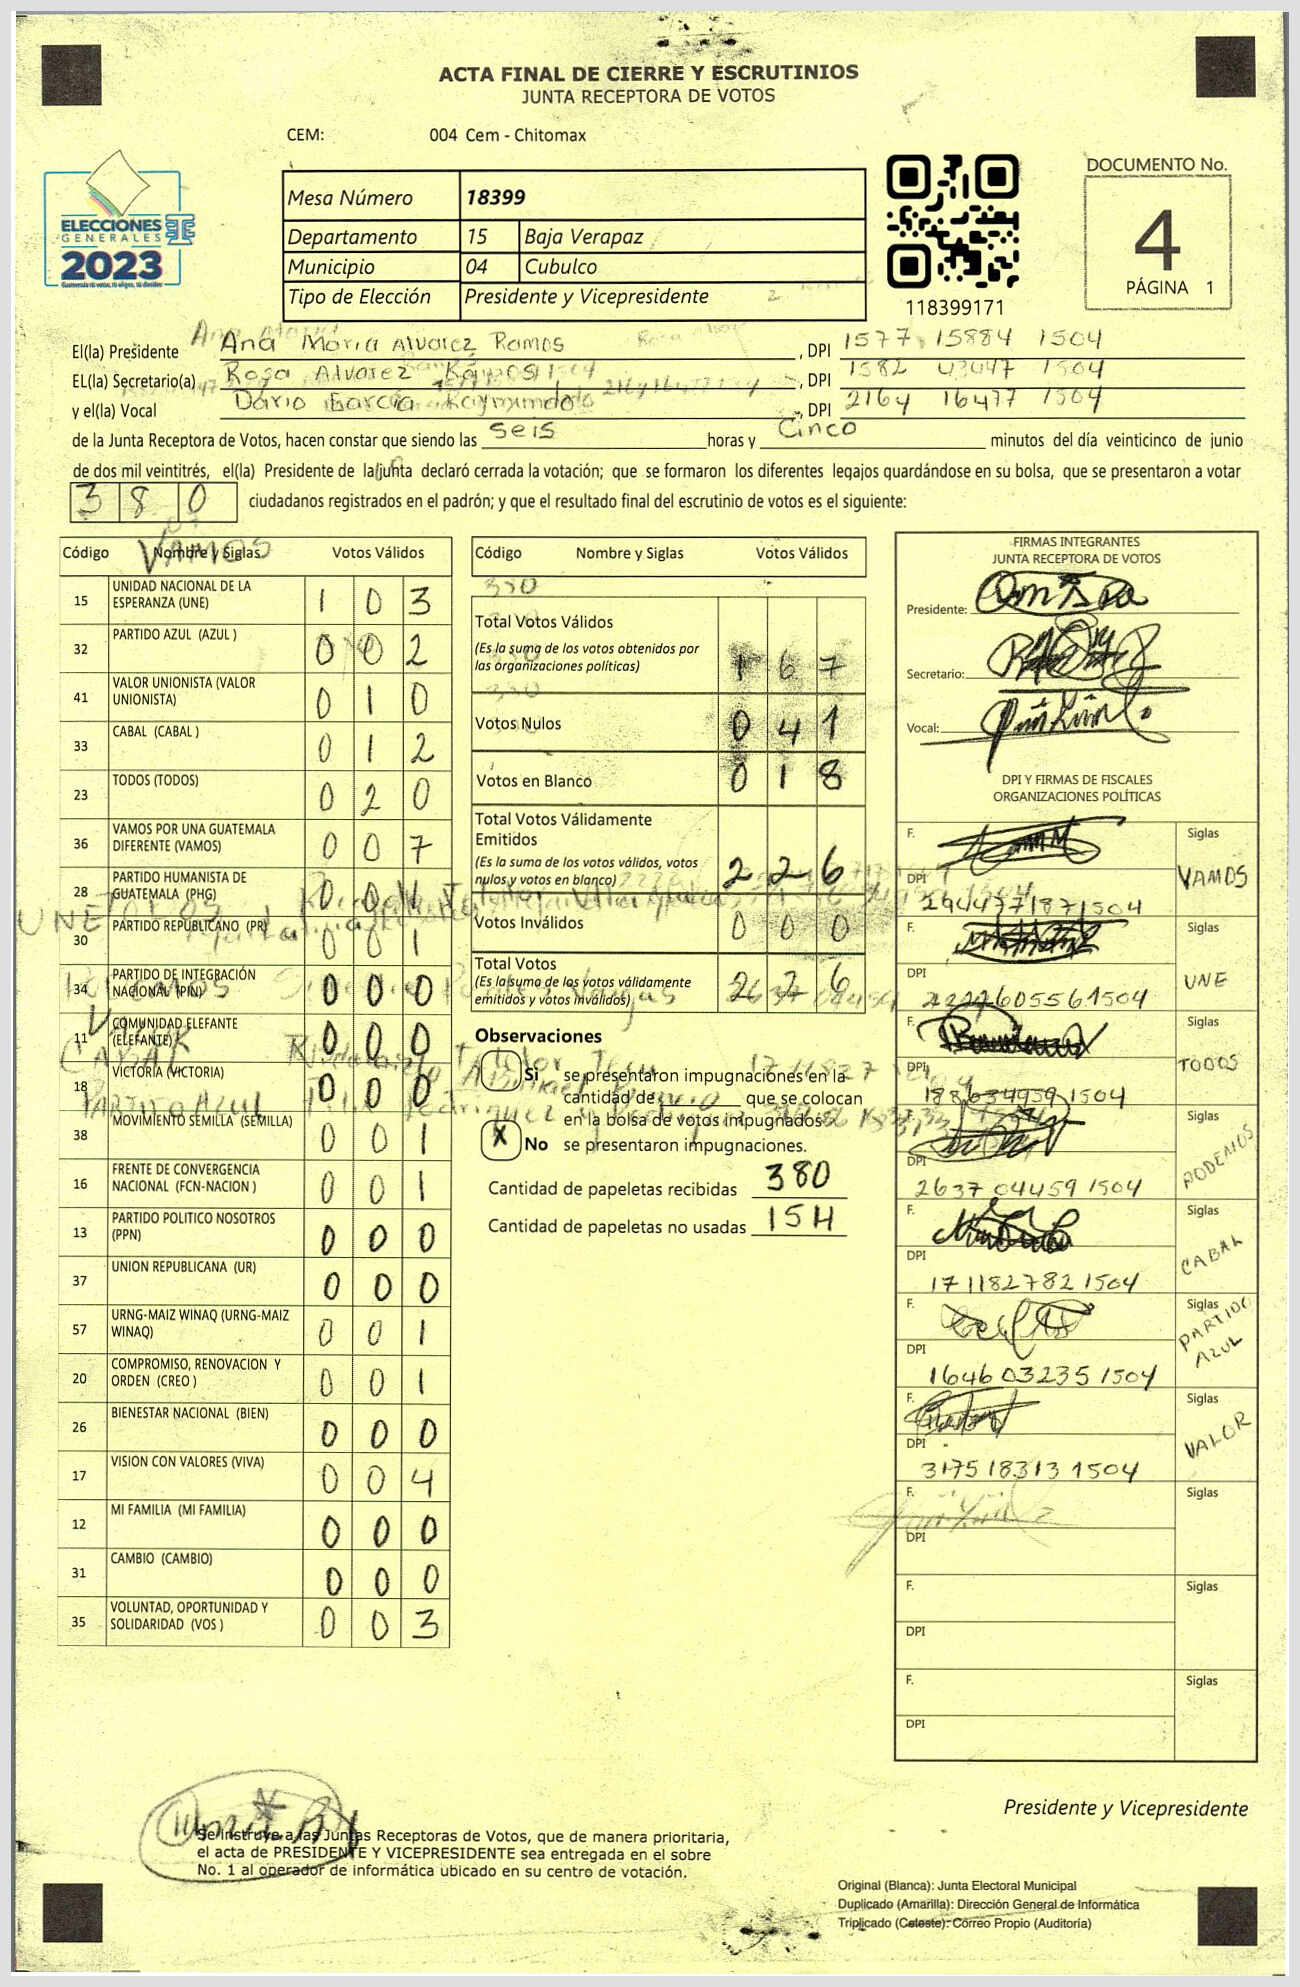 ACTA FINAL DE CIERRE Y ESCRUTINIOS
JUNTA RECEPTORA DE VOTOS
CEM: 004 Cem - Chitomax
ELECCIONES
GENERALES
2023
Mesa Número 18399
Departamento 15 Baja Verapaz
Municipio 04 Cubulco
Tipo de Elección Presidente y Vicepresidente
118399171
DOCUMENTO No.
4
PÁGINA 1
El(la) Presidente Ana Maria Alvarez Ramos , DPI 1577 15884 1504
EL(la) Secretario(a) Rosa Alvarez Ramos , DPI 1582 43447 1504
y el(la) Vocal Dario Garcia Raymundo , DPI 2164 16477 1504
de la Junta Receptora de Votos, hacen constar que siendo las seis horas y Cinco minutos del día veinticinco de junio
de dos mil veintitrés, el(la) Presidente de la junta declaró cerrada la votación; que se formaron los diferentes legajos guardándose en su bolsa, que se presentaron a votar
380 ciudadanos registrados en el padrón; y que el resultado final del escrutinio de votos es el siguiente:
VAMOS
Código Nombre y Siglas Votos Válidos
15 UNIDAD NACIONAL DE LA ESPERANZA (UNE) 1 0 3
32 PARTIDO AZUL (AZUL ) 0 0 2
41 VALOR UNIONISTA (VALOR UNIONISTA) 0 1 0
33 CABAL (CABAL ) 0 1 2
23 TODOS (TODOS) 0 2 0
36 VAMOS POR UNA GUATEMALA DIFERENTE (VAMOS) 0 0 7
28 PARTIDO HUMANISTA DE GUATEMALA (PHG) 0 0 1
30 PARTIDO REPUBLICANO (PR) 0 0 1
34 PARTIDO DE INTEGRACIÓN NACIONAL (PIN) 0 0 0
11 COMUNIDAD ELEFANTE (ELEFANTE) 0 0 0
18 VICTORIA (VICTORIA) 0 0 0
38 MOVIMIENTO SEMILLA (SEMILLA) 0 0 1
16 FRENTE DE CONVERGENCIA NACIONAL (FCN-NACION ) 0 0 1
13 PARTIDO POLITICO NOSOTROS (PPN) 0 0 0
37 UNION REPUBLICANA (UR) 0 0 0
57 URNG-MAIZ WINAQ (URNG-MAIZ WINAQ) 0 0 1
20 COMPROMISO, RENOVACION Y ORDEN (CREO ) 0 0 1
26 BIENESTAR NACIONAL (BIEN) 0 0 0
17 VISION CON VALORES (VIVA) 0 0 4
12 MI FAMILIA (MI FAMILIA) 0 0 0
31 CAMBIO (CAMBIO) 0 0 0
35 VOLUNTAD, OPORTUNIDAD Y SOLIDARIDAD (VOS ) 0 0 3
Código Nombre y Siglas Votos Válidos
Total Votos Válidos
(Es la suma de los votos obtenidos por las organizaciones políticas) 1 6 7
Votos Nulos 0 4 1
Votos en Blanco 0 1 8
Total Votos Válidamente Emitidos
(Es la suma de los votos válidos, votos nulos y votos en blanco) 2 2 6
Votos Inválidos 0 0 0
Total Votos
(Es la suma de los votos válidamente emitidos y votos inválidos) 2 2 6
Observaciones
Si se presentaron impugnaciones en la
cantidad de que se colocan
en la bolsa de votos impugnados
X No se presentaron impugnaciones.
Cantidad de papeletas recibidas 380
Cantidad de papeletas no usadas 154
FIRMAS INTEGRANTES
JUNTA RECEPTORA DE VOTOS
Presidente:
Secretario:
Vocal:
DPI Y FIRMAS DE FISCALES
ORGANIZACIONES POLÍTICAS
F. Siglas VAMOS
DPI 2944771871504
F. Siglas UNE
DPI 2227605561504
F. Siglas TODOS
DPI 1886349591504
F. Siglas PODEMOS
DPI 2637 04459 1504
F. Siglas CABAL
DPI 171182782 1504
F. Siglas PARTIDO AZUL
DPI 1646 03235 1504
F. Siglas VALOR
DPI 3175 18313 1504
F. Siglas
DPI
F. Siglas
DPI
F. Siglas
DPI
Presidente y Vicepresidente
Se instruye a las Juntas Receptoras de Votos, que de manera prioritaria,
el acta de PRESIDENTE Y VICEPRESIDENTE sea entregada en el sobre
No. 1 al operador de informática ubicado en su centro de votación.
Original (Blanca): Junta Electoral Municipal
Duplicado (Amarilla): Dirección General de Informática
Triplicado (Celeste): Correo Propio (Auditoría)